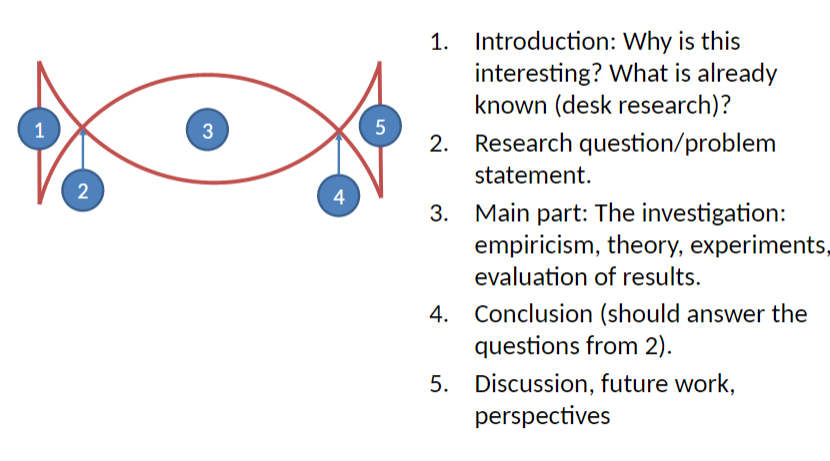 1
2
3
4
5
1. Introduction: Why is this
interesting? What is already
known (desk research)?
2. Research question/problem
statement.
3. Main part: The investigation:
empiricism, theory, experiments,
evaluation of results.
4. Conclusion (should answer the
questions from 2).
5. Discussion, future work,
perspectives